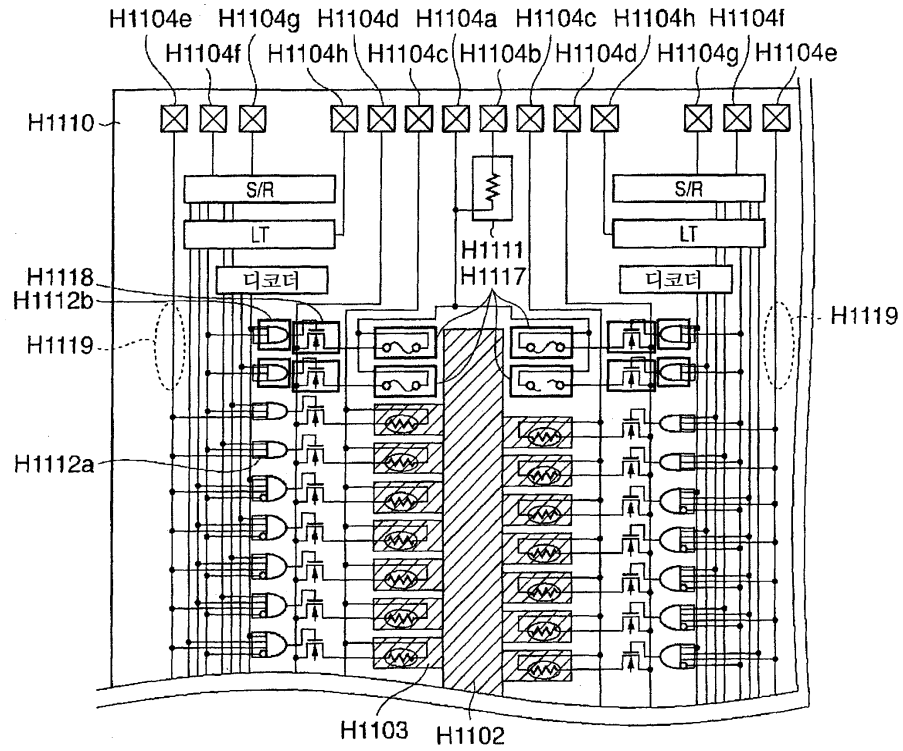 H1104e H1104g H1104d H1104a H1104c H1104h H1104f
H1104f H1104h H1104c H1104b H1104d H1104g H1104e
H1110
S/R S/R
LT LT
H1111
H1117
디코더 디코더
H1118
H1112b
H1119 H1119
H1112a
H1103
H1102